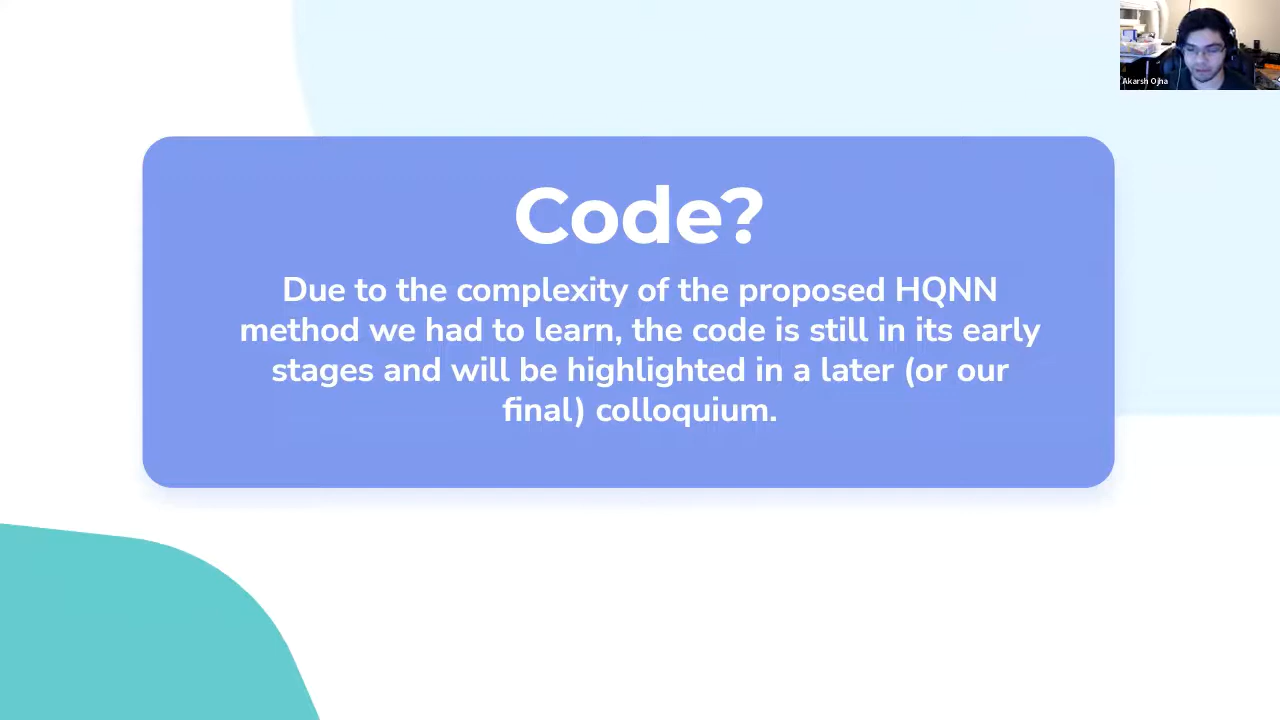 Akarsh Ojha
Code?
Due to the complexity of the proposed HQNN
method we had to learn, the code is still in its early
stages and will be highlighted in a later (or our
final) colloquium.